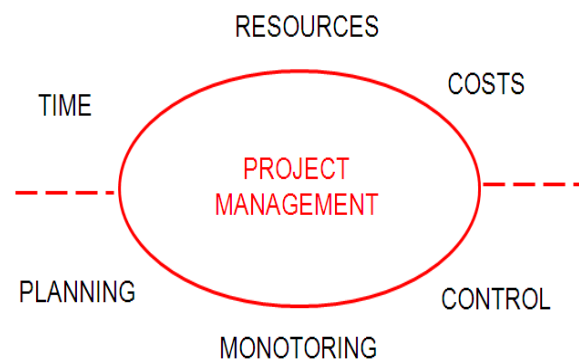 RESOURCES
COSTS
TIME
PROJECT
MANAGEMENT
PLANNING
CONTROL
MONOTORING